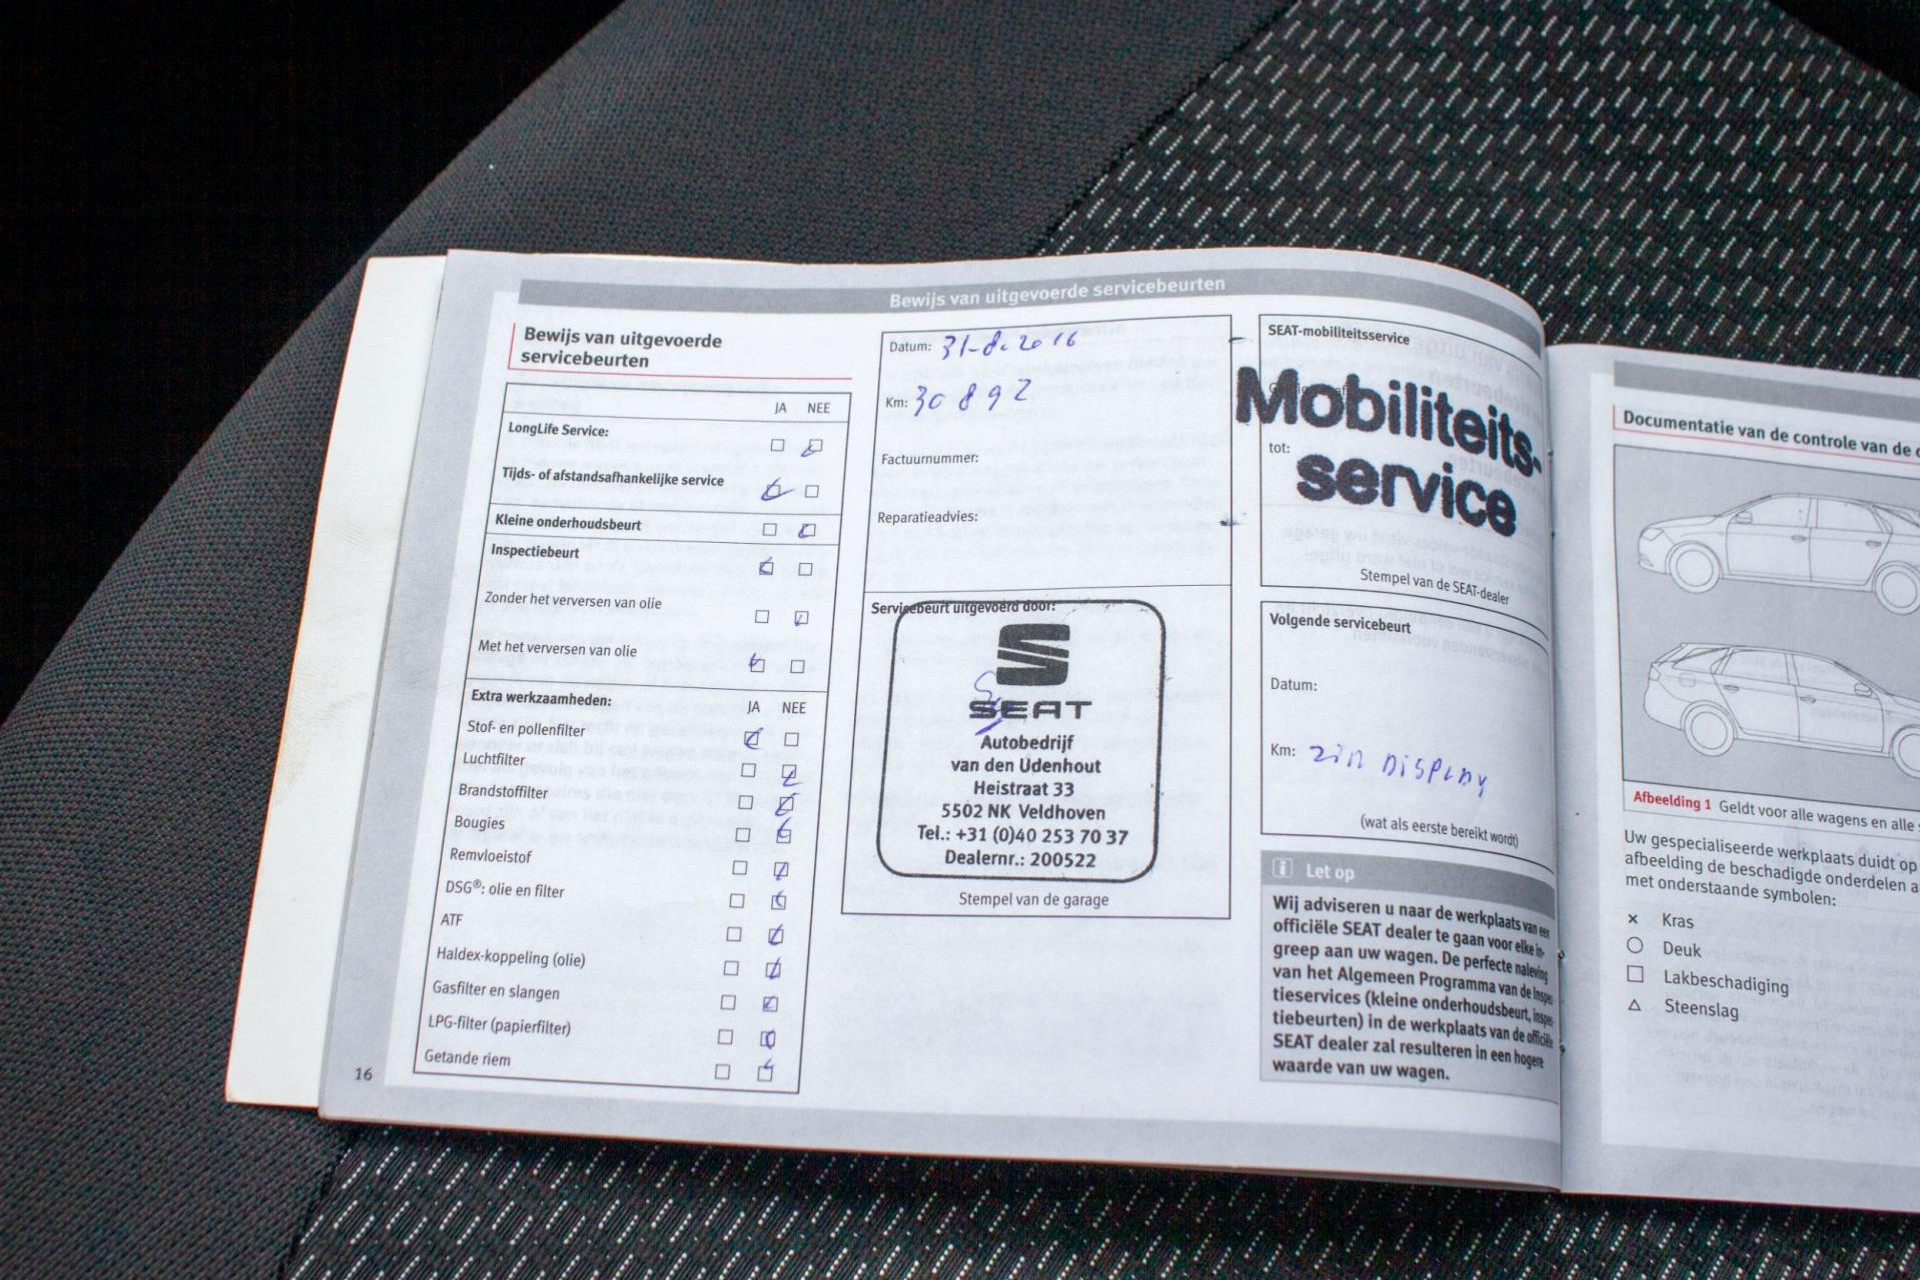 Bewijs van uitgevoerde servicebeurten
Bewijs van uitgevoerde
servicebeurten
JA NEE
LongLife Service:
Tijds- of afstandsafhankelijke service
Kleine onderhoudsbeurt
Inspectiebeurt
Zonder het verversen van olie
Met het verversen van olie
Extra werkzaamheden: JA NEE
Stof- en pollenfilter
Luchtfilter
Brandstoffilter
Bougies
Remvloeistof
DSG®: olie en filter
ATF
Haldex-koppeling (olie)
Gasfilter en slangen
LPG-filter (papierfilter)
Getande riem
16
Datum: 31-8-2016
Km: 30892
Factuurnummer:
Reparatieadvies:
Servicebeurt uitgevoerd door:
SEAT
Autobedrijf
van den Udenhout
Heistraat 33
5502 NK Veldhoven
Tel.: +31 (0)40 253 70 37
Dealernr.: 200522
Stempel van de garage
SEAT-mobiliteitsservice
Mobiliteits-
tot:
service
Stempel van de SEAT-dealer
Volgende servicebeurt
Datum:
Km: ZIN DISPLAY
(wat als eerste bereikt wordt)
i Let op
Wij adviseren u naar de werkplaats van een
officiële SEAT dealer te gaan voor elke in-
greep aan uw wagen. De perfecte naleving
van het Algemeen Programma van de Inspec-
tieservices (kleine onderhoudsbeurt, inspec-
tiebeurten) in de werkplaats van de officiële
SEAT dealer zal resulteren in een hogere
waarde van uw wagen.
Documentatie van de controle van de
Afbeelding 1 Geldt voor alle wagens en alle
Uw gespecialiseerde werkplaats duidt op
afbeelding de beschadigde onderdelen
met onderstaande symbolen:
× Kras
○ Deuk
□ Lakbeschadiging
△ Steenslag